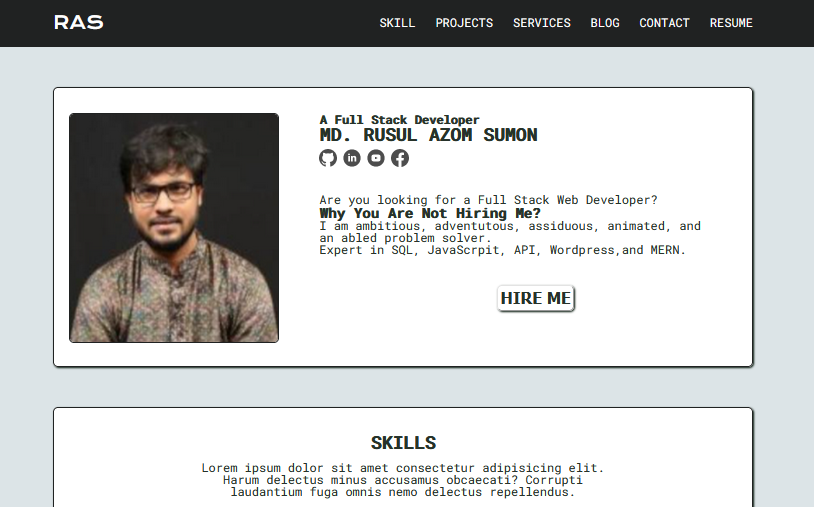 RAS
SKILL PROJECTS SERVICES BLOG CONTACT RESUME
A Full Stack Developer
MD. RUSUL AZOM SUMON
in
Are you looking for a Full Stack Web Developer?
Why You Are Not Hiring Me?
I am ambitious, adventutous, assiduous, animated, and
an abled problem solver.
Expert in SQL, JavaScrpit, API, Wordpress,and MERN.
HIRE ME
SKILLS
Lorem ipsum dolor sit amet consectetur adipisicing elit.
Harum delectus minus accusamus obcaecati? Corrupti
laudantium fuga omnis nemo delectus repellendus.